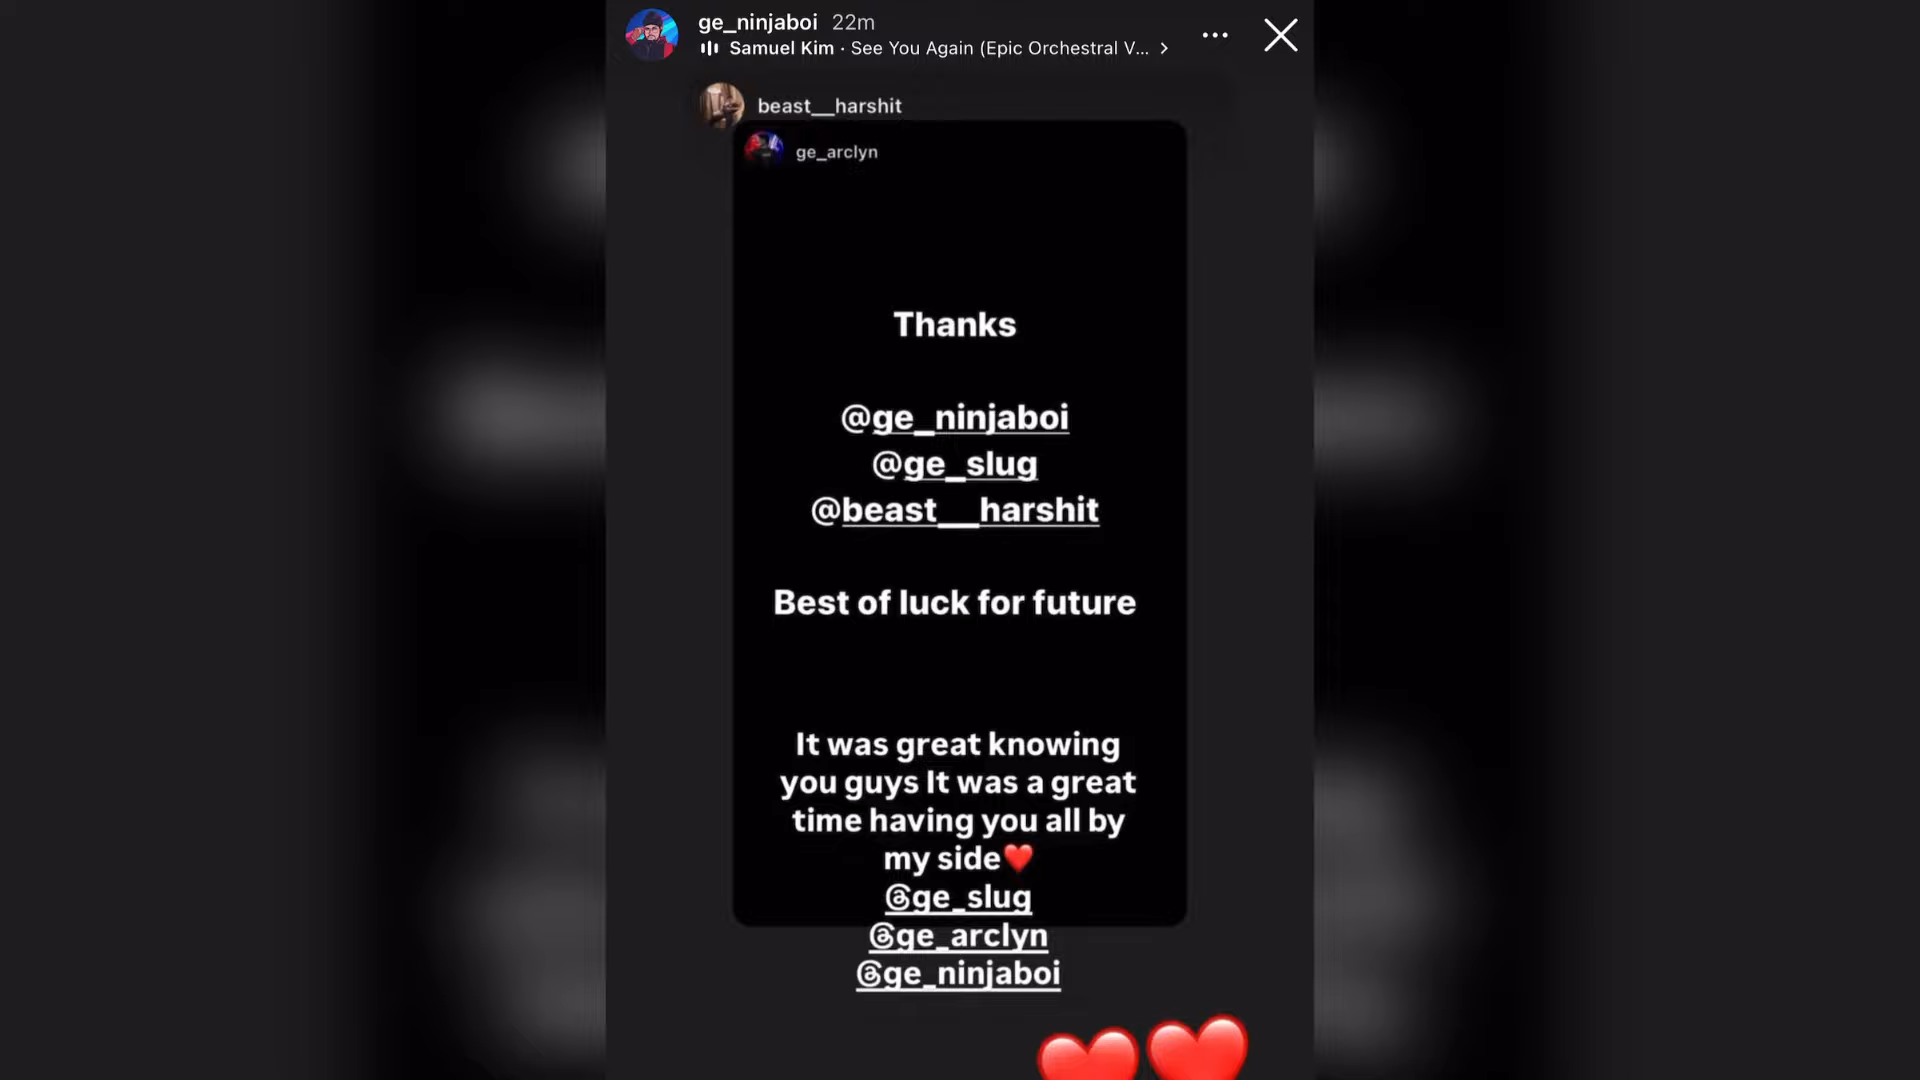 ge_ninjaboi 22m
Samuel Kim · See You Again (Epic Orchestral V... >
beast__harshit
ge_arclyn
Thanks
@ge_ninjaboi
@ge_slug
@beast__harshit
Best of luck for future
It was great knowing
you guys It was a great
time having you all by
my side❤️
@ge_slug
@ge_arclyn
@ge_ninjaboi